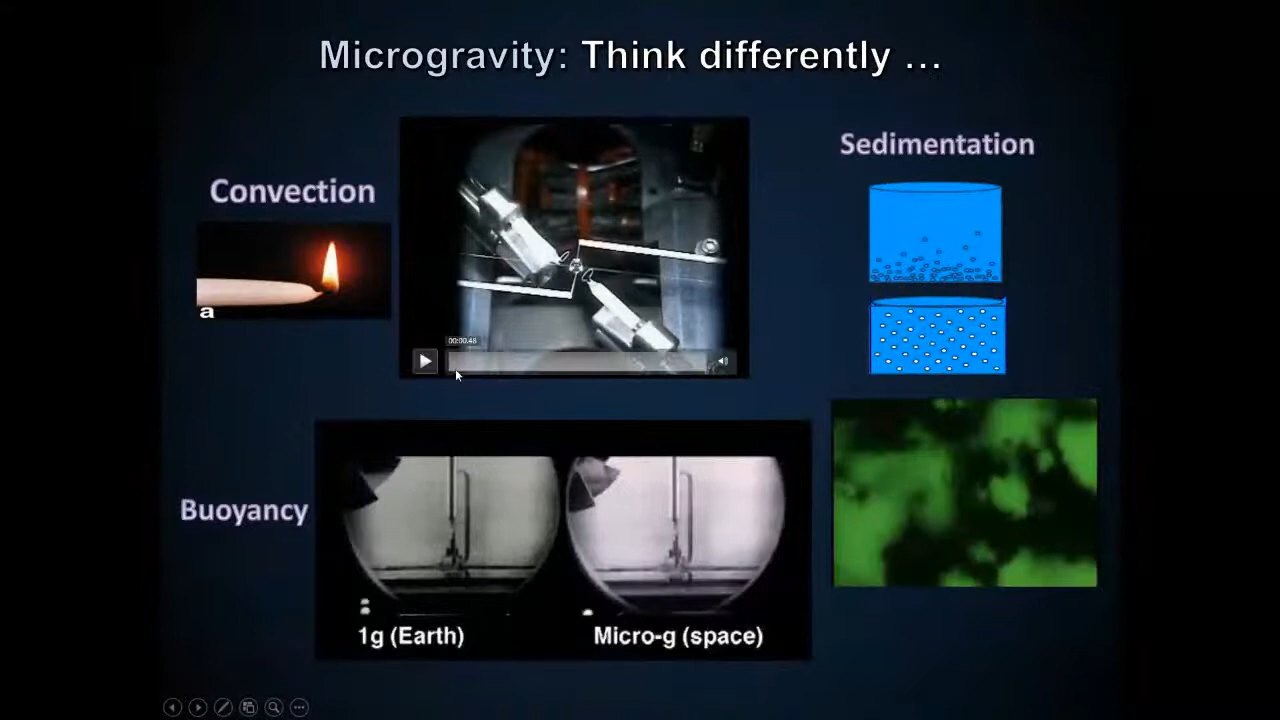 Microgravity: Think differently ...
Convection
a
00:00.48
Sedimentation
Buoyancy
1g (Earth)
Micro-g (space)